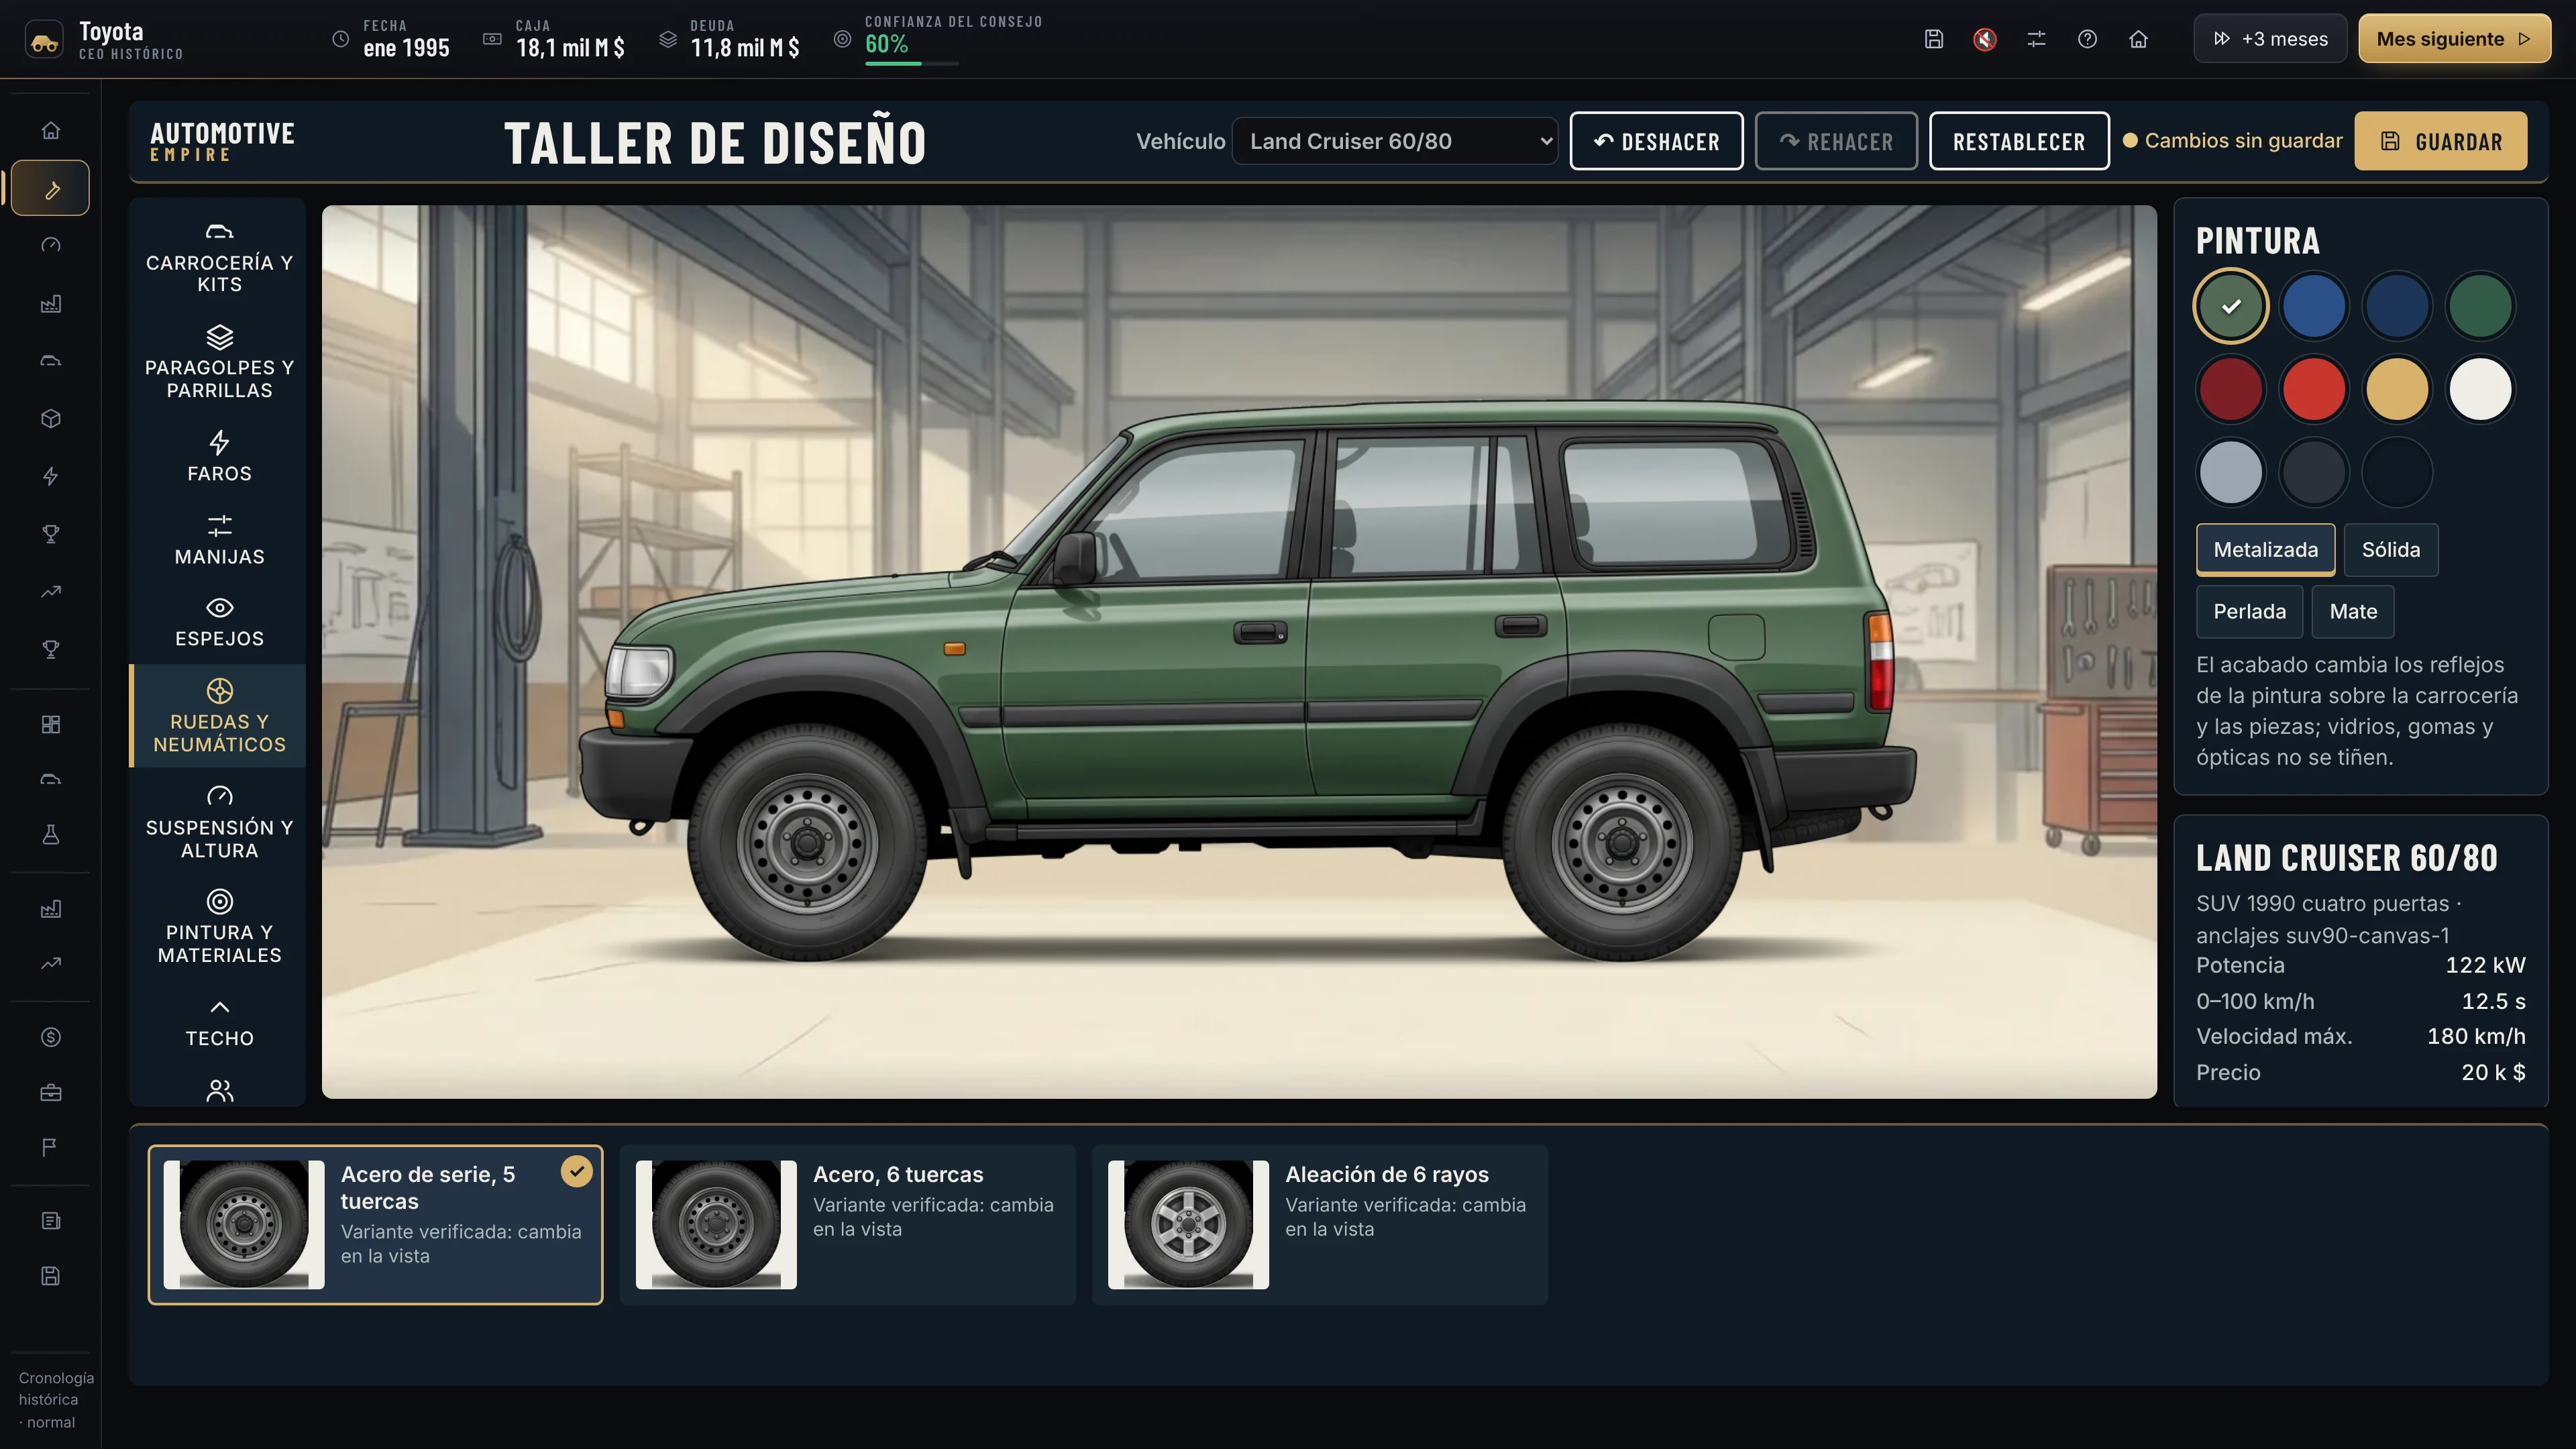 Toyota
CEO HISTÓRICO
FECHA
ene 1995
CAJA
18,1 mil M $
DEUDA
11,8 mil M $
CONFIANZA DEL CONSEJO
60%
+3 meses
Mes siguiente
AUTOMOTIVE
EMPIRE
TALLER DE DISEÑO
Vehículo
Land Cruiser 60/80
DESHACER
REHACER
RESTABLECER
Cambios sin guardar
GUARDAR
CARROCERÍA Y
KITS
PARAGOLPES Y
PARRILLAS
FAROS
MANIJAS
ESPEJOS
RUEDAS Y
NEUMÁTICOS
SUSPENSIÓN Y
ALTURA
PINTURA Y
MATERIALES
TECHO
PINTURA
Metalizada
Sólida
Perlada
Mate
El acabado cambia los reflejos
de la pintura sobre la carrocería
y las piezas; vidrios, gomas y
ópticas no se tiñen.
LAND CRUISER 60/80
SUV 1990 cuatro puertas ·
anclajes suv90-canvas-1
Potencia 122 kW
0–100 km/h 12.5 s
Velocidad máx. 180 km/h
Precio 20 k $
Acero de serie, 5
tuercas
Variante verificada: cambia
en la vista
Acero, 6 tuercas
Variante verificada: cambia
en la vista
Aleación de 6 rayos
Variante verificada: cambia
en la vista
Cronología
histórica
· normal